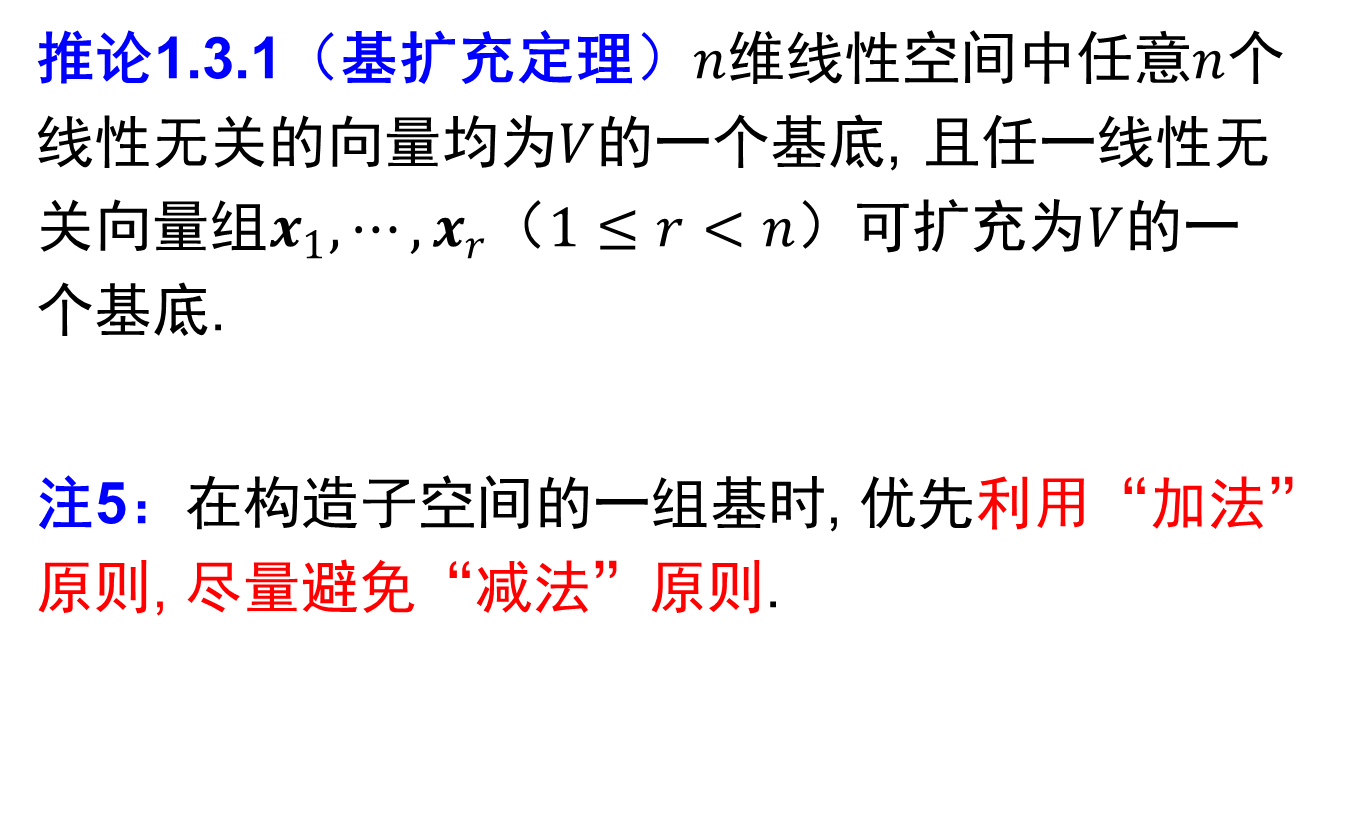 推论1.3.1（基扩充定理）n维线性空间中任意n个
线性无关的向量均为V的一个基底, 且任一线性无
关向量组x₁, ⋯ , xᵣ（1 ≤ r < n）可扩充为V的一
个基底.
注5：在构造子空间的一组基时, 优先利用“加法”
原则, 尽量避免“减法”原则.